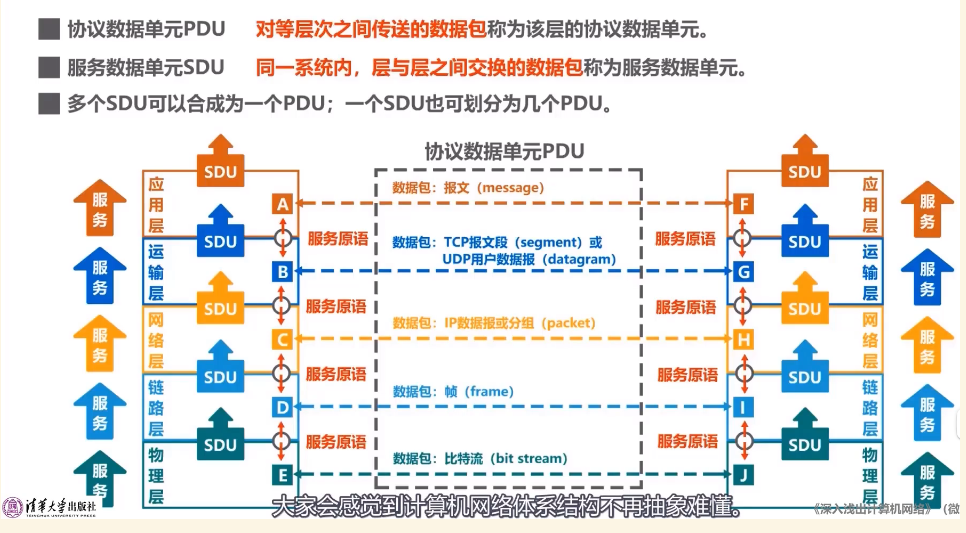 协议数据单元PDU 对等层次之间传送的数据包称为该层的协议数据单元。
服务数据单元SDU 同一系统内，层与层之间交换的数据包称为服务数据单元。
多个SDU可以合成为一个PDU；一个SDU也可划分为几个PDU。
协议数据单元PDU
服务
应用层
SDU
A
数据包：报文（message）
F
SDU
应用层
服务
服务原语
服务原语
服务
运输层
SDU
B
数据包：TCP报文段（segment）或
UDP用户数据报（datagram）
G
SDU
运输层
服务
服务原语
服务原语
服务
网络层
SDU
C
数据包：IP数据报或分组（packet）
H
SDU
网络层
服务
服务原语
服务原语
服务
链路层
SDU
D
数据包：帧（frame）
I
SDU
链路层
服务
服务原语
服务原语
服务
物理层
SDU
E
数据包：比特流（bit stream）
J
SDU
物理层
服务
清华大学出版社
TSINGHUA UNIVERSITY PRESS
大家会感觉到计算机网络体系结构不再抽象难懂。
《深入浅出计算机网络》（微